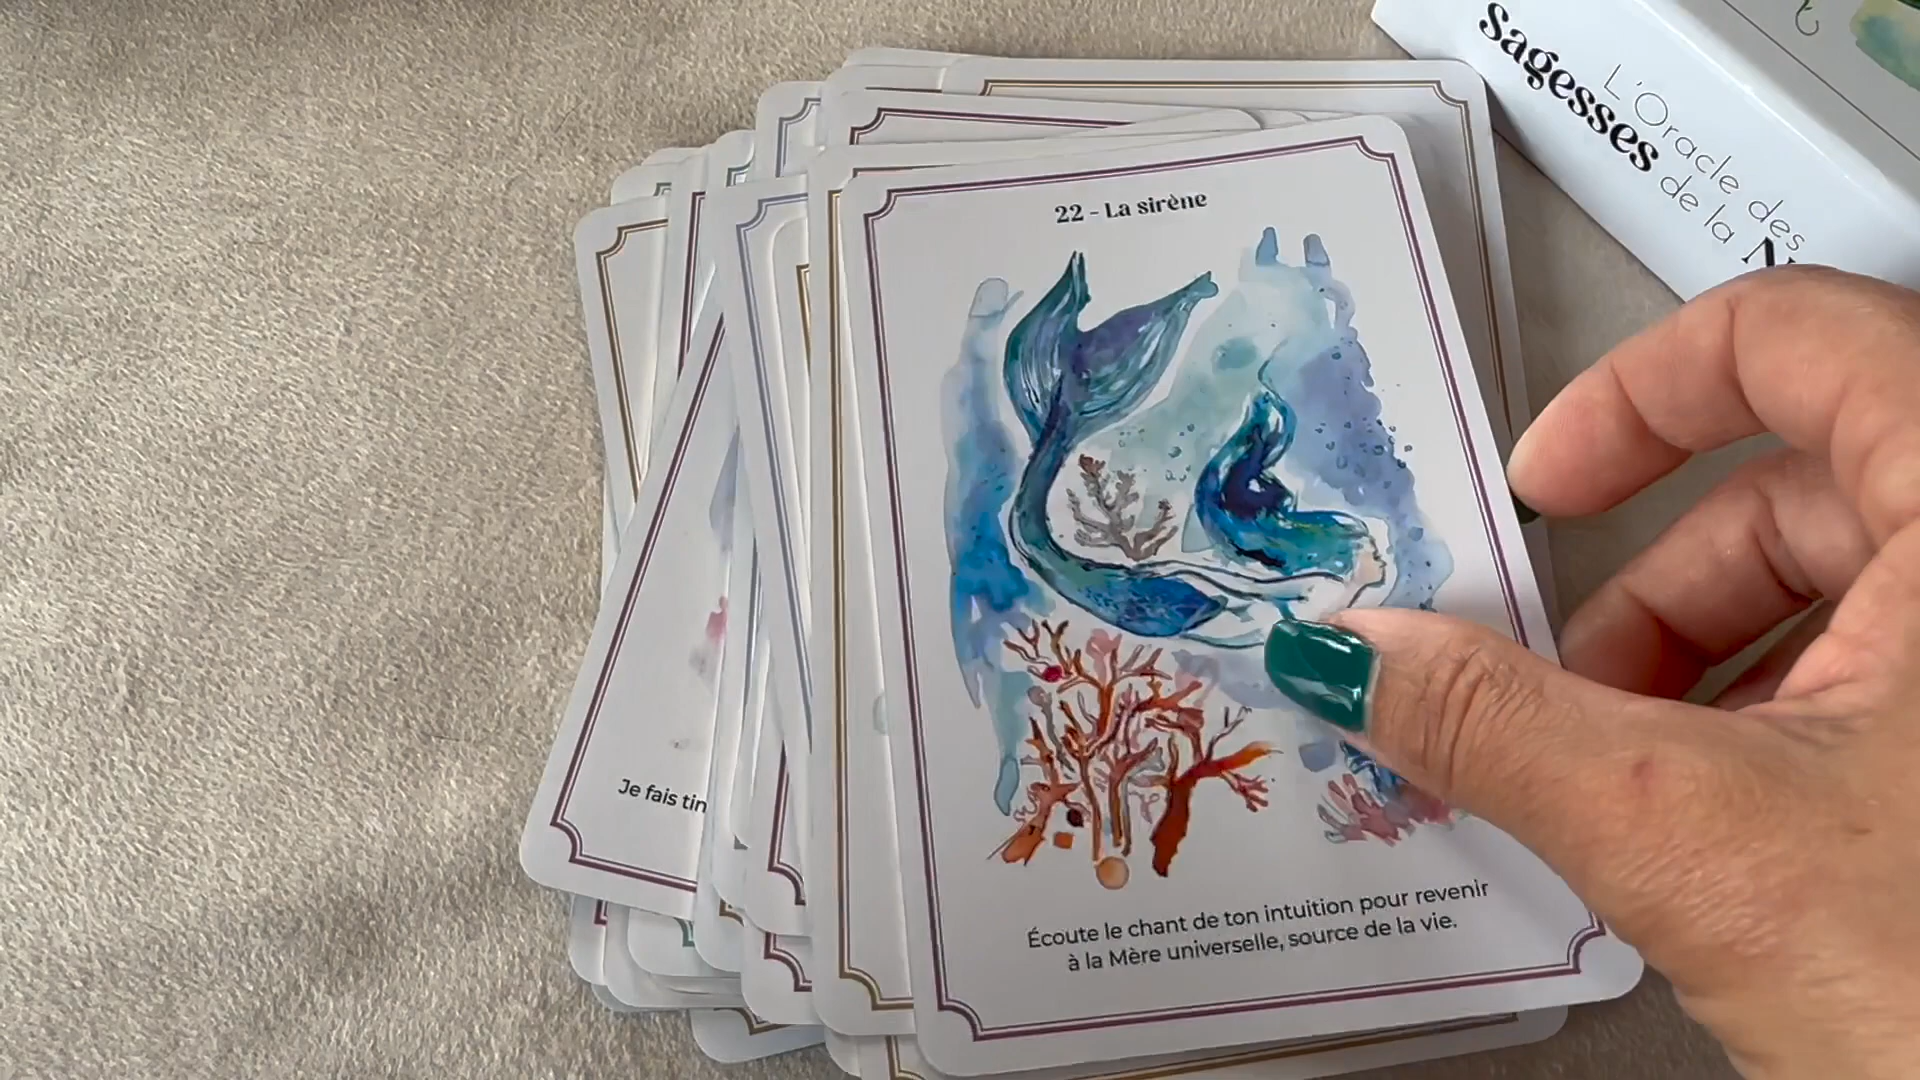 L'Oracle des
Sagesses de la
22 - La sirène
Je fais tin
Écoute le chant de ton intuition pour revenir
à la Mère universelle, source de la vie.